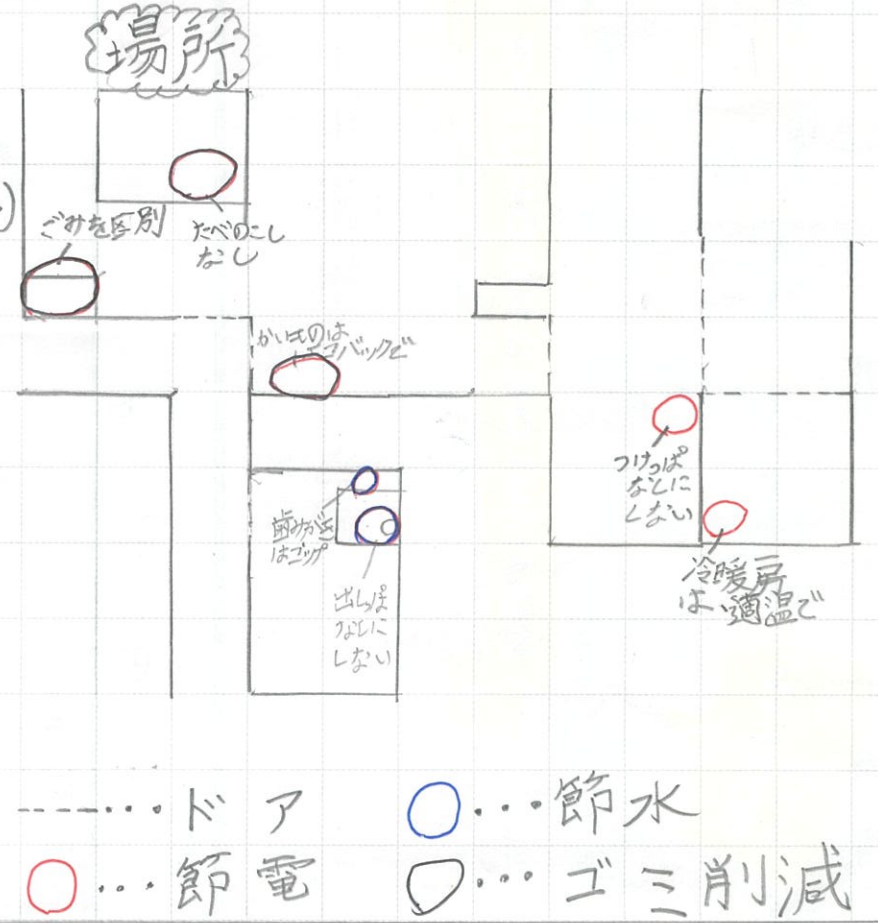 場所
ごみを区別
たべのこし
なし
かいものは
エコバックで
つけっぱ
なしに
しない
歯みがき
はコップ
冷暖房
は適温で
出しっぱ
なしに
しない
ドア
節水
節電
ゴミ削減